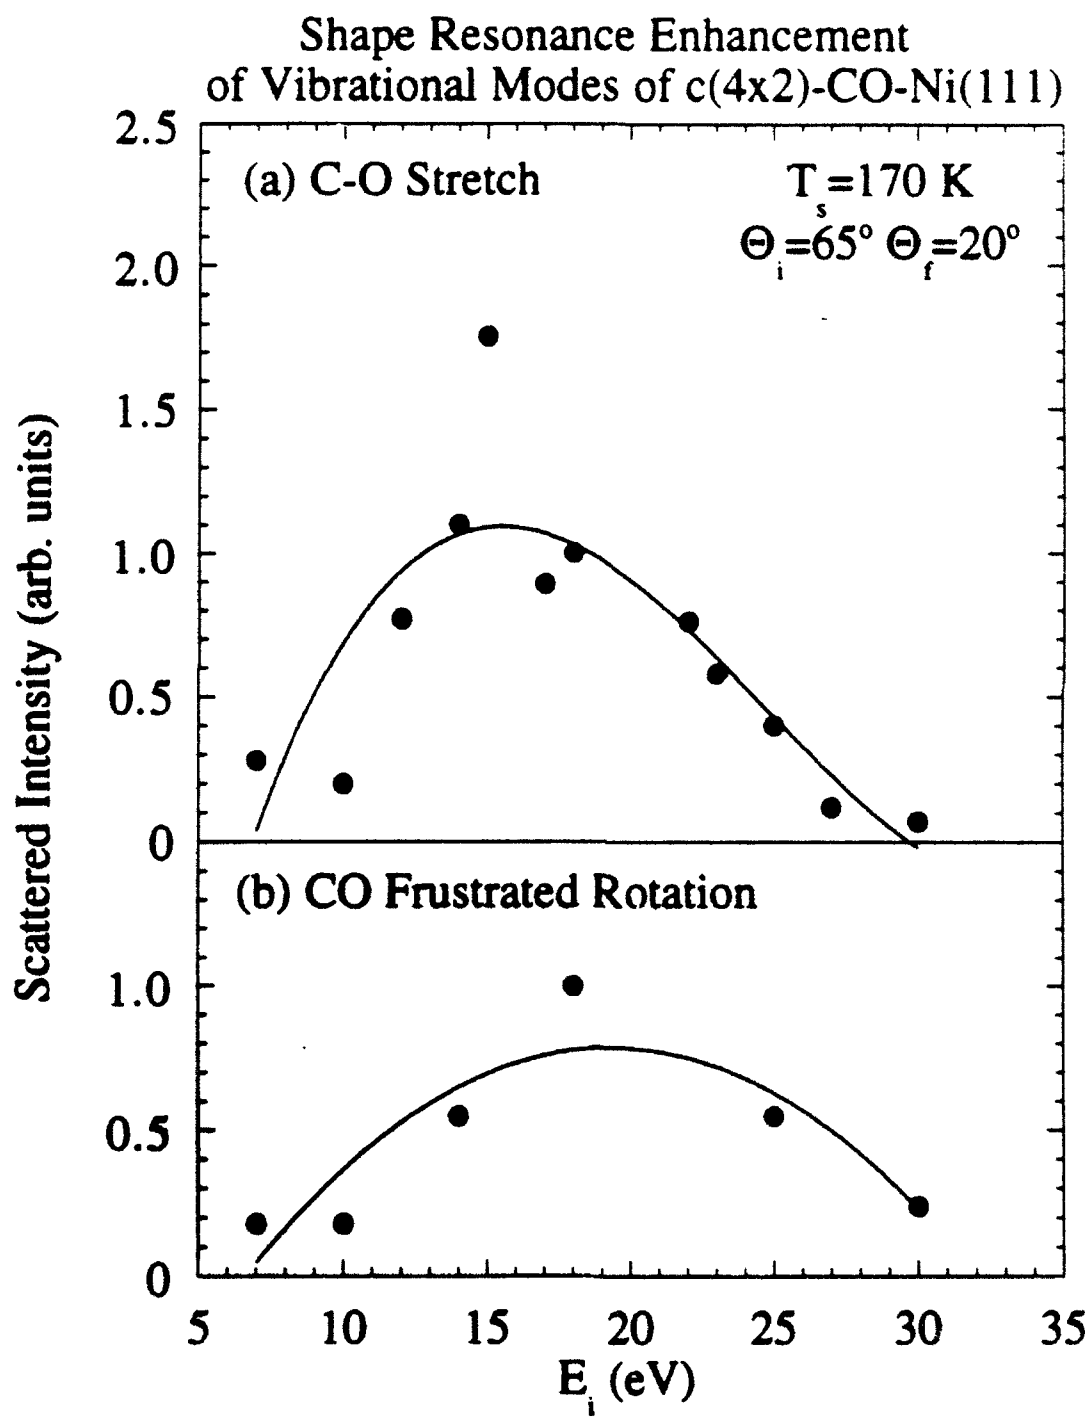 Shape Resonance Enhancement
of Vibrational Modes of c(4x2)-CO-Ni(111)
2.5
(a) C-O Stretch
T_s=170 K
Θ_i=65° Θ_f=20°
2.0
1.5
1.0
0.5
0
Scattered Intensity (arb. units)
(b) CO Frustrated Rotation
1.0
0.5
0
5 10 15 20 25 30 35
E_i (eV)